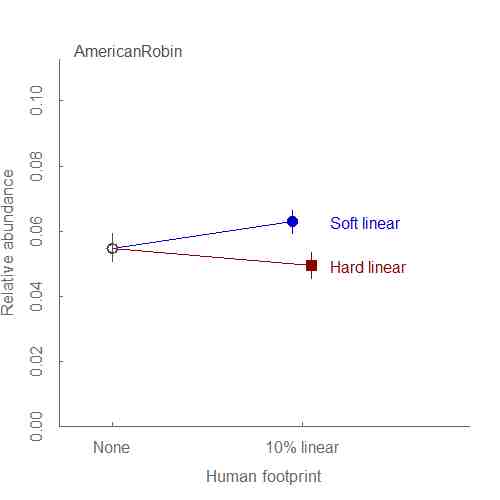 AmericanRobin
Relative abundance
0.10
0.08
0.06
0.04
0.02
0.00
Soft linear
Hard linear
None
10% linear
Human footprint